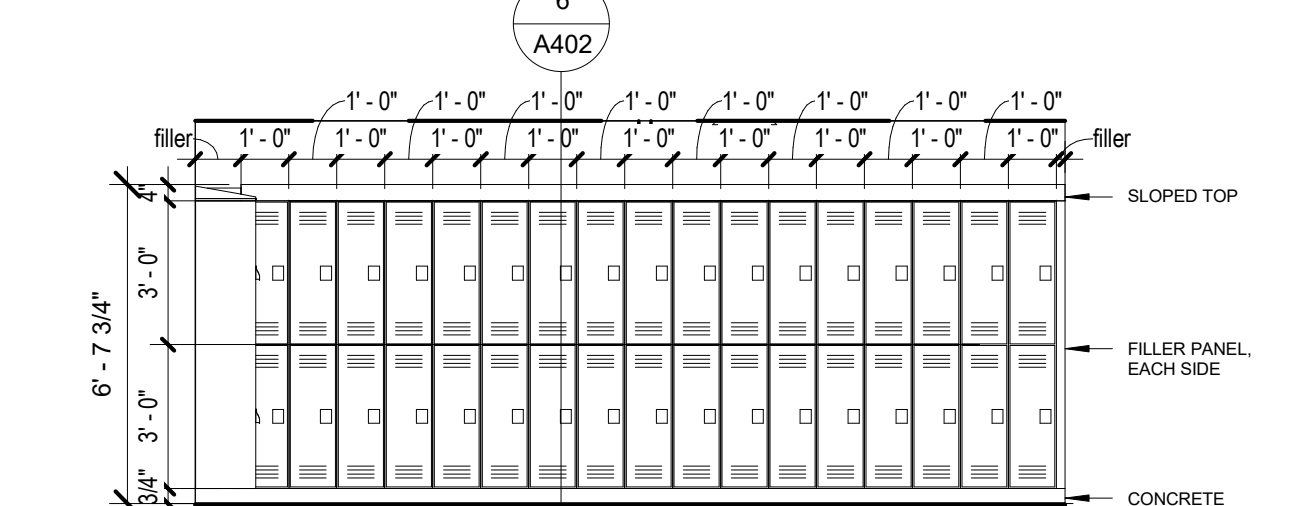 6
A402
1' - 0" 1' - 0" 1' - 0" 1' - 0" 1' - 0" 1' - 0" 1' - 0" 1' - 0"
filler 1' - 0" 1' - 0" 1' - 0" 1' - 0" 1' - 0" 1' - 0" 1' - 0" 1' - 0" 1' - 0" filler
4"
SLOPED TOP
3' - 0"
6' - 7 3/4"
FILLER PANEL,
EACH SIDE
3' - 0"
3/4"
CONCRETE